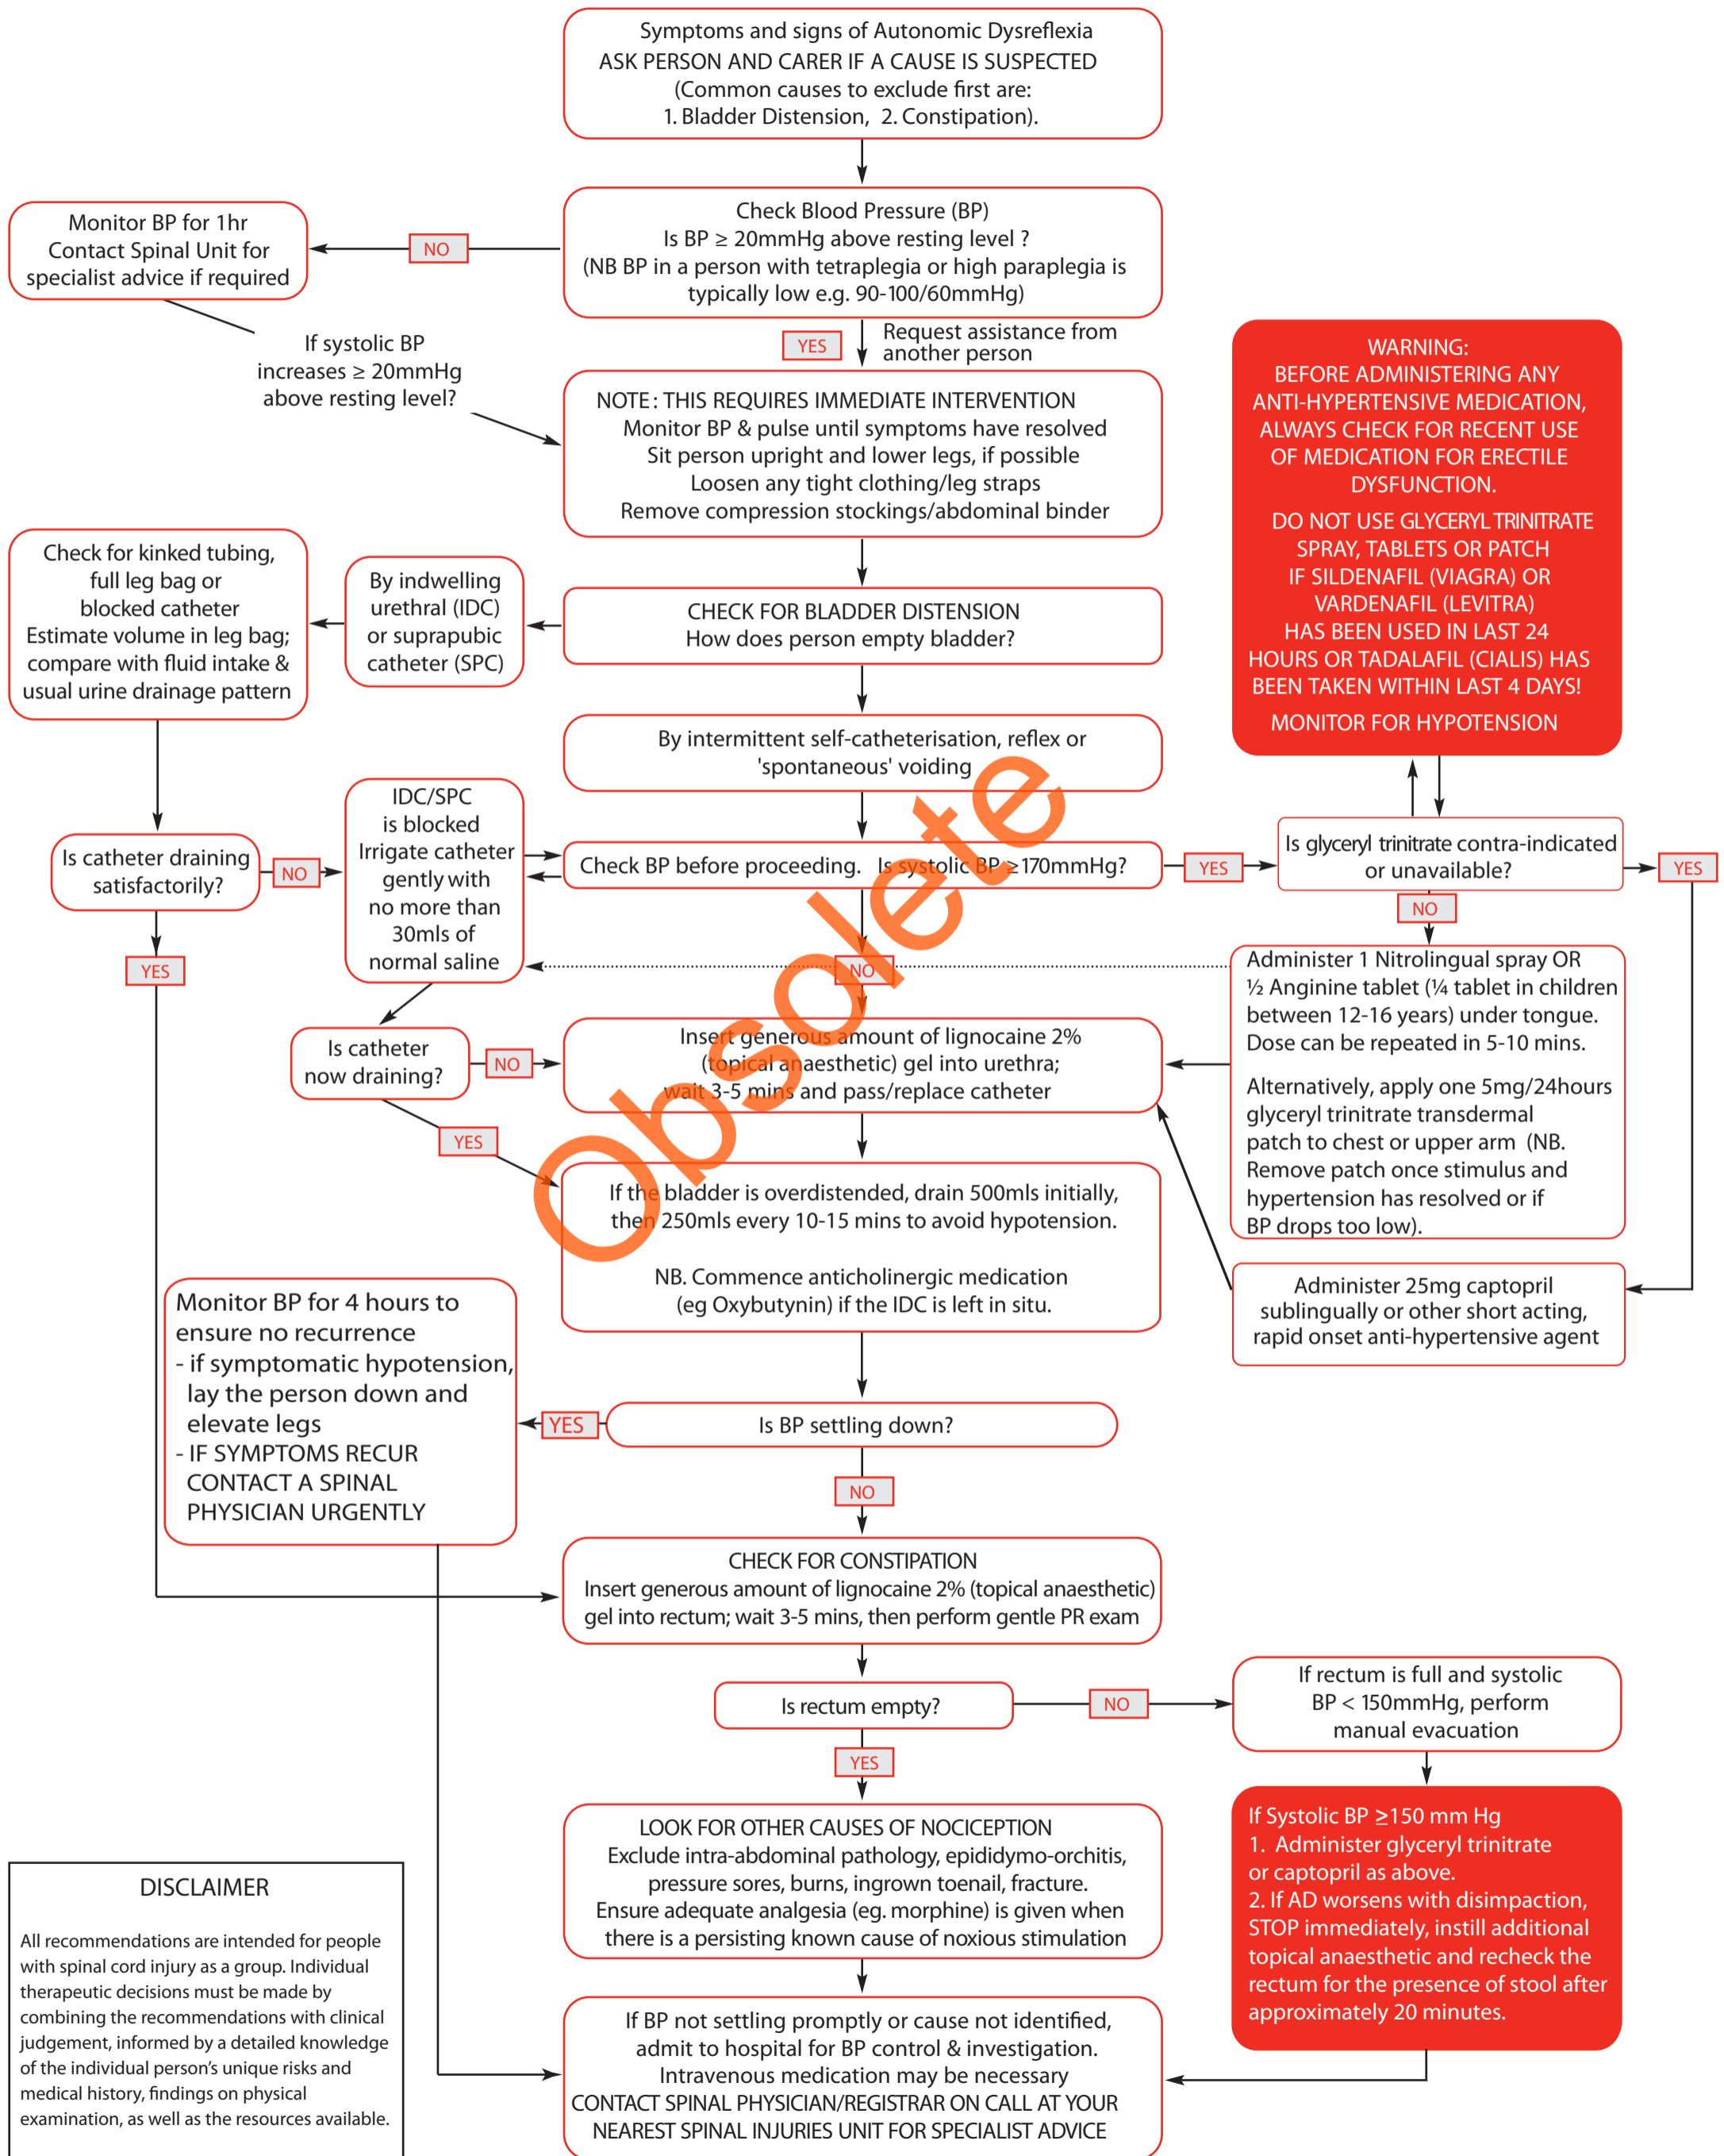 Symptoms and signs of Autonomic Dysreflexia
ASK PERSON AND CARER IF A CAUSE IS SUSPECTED
(Common causes to exclude first are:
1. Bladder Distension, 2. Constipation).
Check Blood Pressure (BP)
Is BP ≥ 20mmHg above resting level ?
(NB BP in a person with tetraplegia or high paraplegia is
typically low e.g. 90-100/60mmHg)
NO
Monitor BP for 1hr
Contact Spinal Unit for
specialist advice if required
If systolic BP
increases ≥ 20mmHg
above resting level?
YES
Request assistance from
another person
NOTE : THIS REQUIRES IMMEDIATE INTERVENTION
Monitor BP & pulse until symptoms have resolved
Sit person upright and lower legs, if possible
Loosen any tight clothing/leg straps
Remove compression stockings/abdominal binder
WARNING:
BEFORE ADMINISTERING ANY
ANTI-HYPERTENSIVE MEDICATION,
ALWAYS CHECK FOR RECENT USE
OF MEDICATION FOR ERECTILE
DYSFUNCTION.
DO NOT USE GLYCERYL TRINITRATE
SPRAY, TABLETS OR PATCH
IF SILDENAFIL (VIAGRA) OR
VARDENAFIL (LEVITRA)
HAS BEEN USED IN LAST 24
HOURS OR TADALAFIL (CIALIS) HAS
BEEN TAKEN WITHIN LAST 4 DAYS!
MONITOR FOR HYPOTENSION
CHECK FOR BLADDER DISTENSION
How does person empty bladder?
By indwelling
urethral (IDC)
or suprapubic
catheter (SPC)
Check for kinked tubing,
full leg bag or
blocked catheter
Estimate volume in leg bag;
compare with fluid intake &
usual urine drainage pattern
By intermittent self-catheterisation, reflex or
'spontaneous' voiding
Is catheter draining
satisfactorily?
NO
YES
IDC/SPC
is blocked
Irrigate catheter
gently with
no more than
30mls of
normal saline
Check BP before proceeding. Is systolic BP ≥170mmHg?
YES
Is glyceryl trinitrate contra-indicated
or unavailable?
YES
NO
NO
Administer 1 Nitrolingual spray OR
½ Anginine tablet (¼ tablet in children
between 12-16 years) under tongue.
Dose can be repeated in 5-10 mins.
Alternatively, apply one 5mg/24hours
glyceryl trinitrate transdermal
patch to chest or upper arm (NB.
Remove patch once stimulus and
hypertension has resolved or if
BP drops too low).
Is catheter
now draining?
NO
YES
Insert generous amount of lignocaine 2%
(topical anaesthetic) gel into urethra;
wait 3-5 mins and pass/replace catheter
Obsolete
If the bladder is overdistended, drain 500mls initially,
then 250mls every 10-15 mins to avoid hypotension.
NB. Commence anticholinergic medication
(eg Oxybutynin) if the IDC is left in situ.
Administer 25mg captopril
sublingually or other short acting,
rapid onset anti-hypertensive agent
Is BP settling down?
YES
Monitor BP for 4 hours to
ensure no recurrence
- if symptomatic hypotension,
lay the person down and
elevate legs
- IF SYMPTOMS RECUR
CONTACT A SPINAL
PHYSICIAN URGENTLY
NO
CHECK FOR CONSTIPATION
Insert generous amount of lignocaine 2% (topical anaesthetic)
gel into rectum; wait 3-5 mins, then perform gentle PR exam
Is rectum empty?
NO
If rectum is full and systolic
BP < 150mmHg, perform
manual evacuation
YES
If Systolic BP ≥150 mm Hg
1. Administer glyceryl trinitrate
or captopril as above.
2. If AD worsens with disimpaction,
STOP immediately, instill additional
topical anaesthetic and recheck the
rectum for the presence of stool after
approximately 20 minutes.
LOOK FOR OTHER CAUSES OF NOCICEPTION
Exclude intra-abdominal pathology, epididymo-orchitis,
pressure sores, burns, ingrown toenail, fracture.
Ensure adequate analgesia (eg. morphine) is given when
there is a persisting known cause of noxious stimulation
If BP not settling promptly or cause not identified,
admit to hospital for BP control & investigation.
Intravenous medication may be necessary
CONTACT SPINAL PHYSICIAN/REGISTRAR ON CALL AT YOUR
NEAREST SPINAL INJURIES UNIT FOR SPECIALIST ADVICE
DISCLAIMER
All recommendations are intended for people
with spinal cord injury as a group. Individual
therapeutic decisions must be made by
combining the recommendations with clinical
judgement, informed by a detailed knowledge
of the individual person's unique risks and
medical history, findings on physical
examination, as well as the resources available.